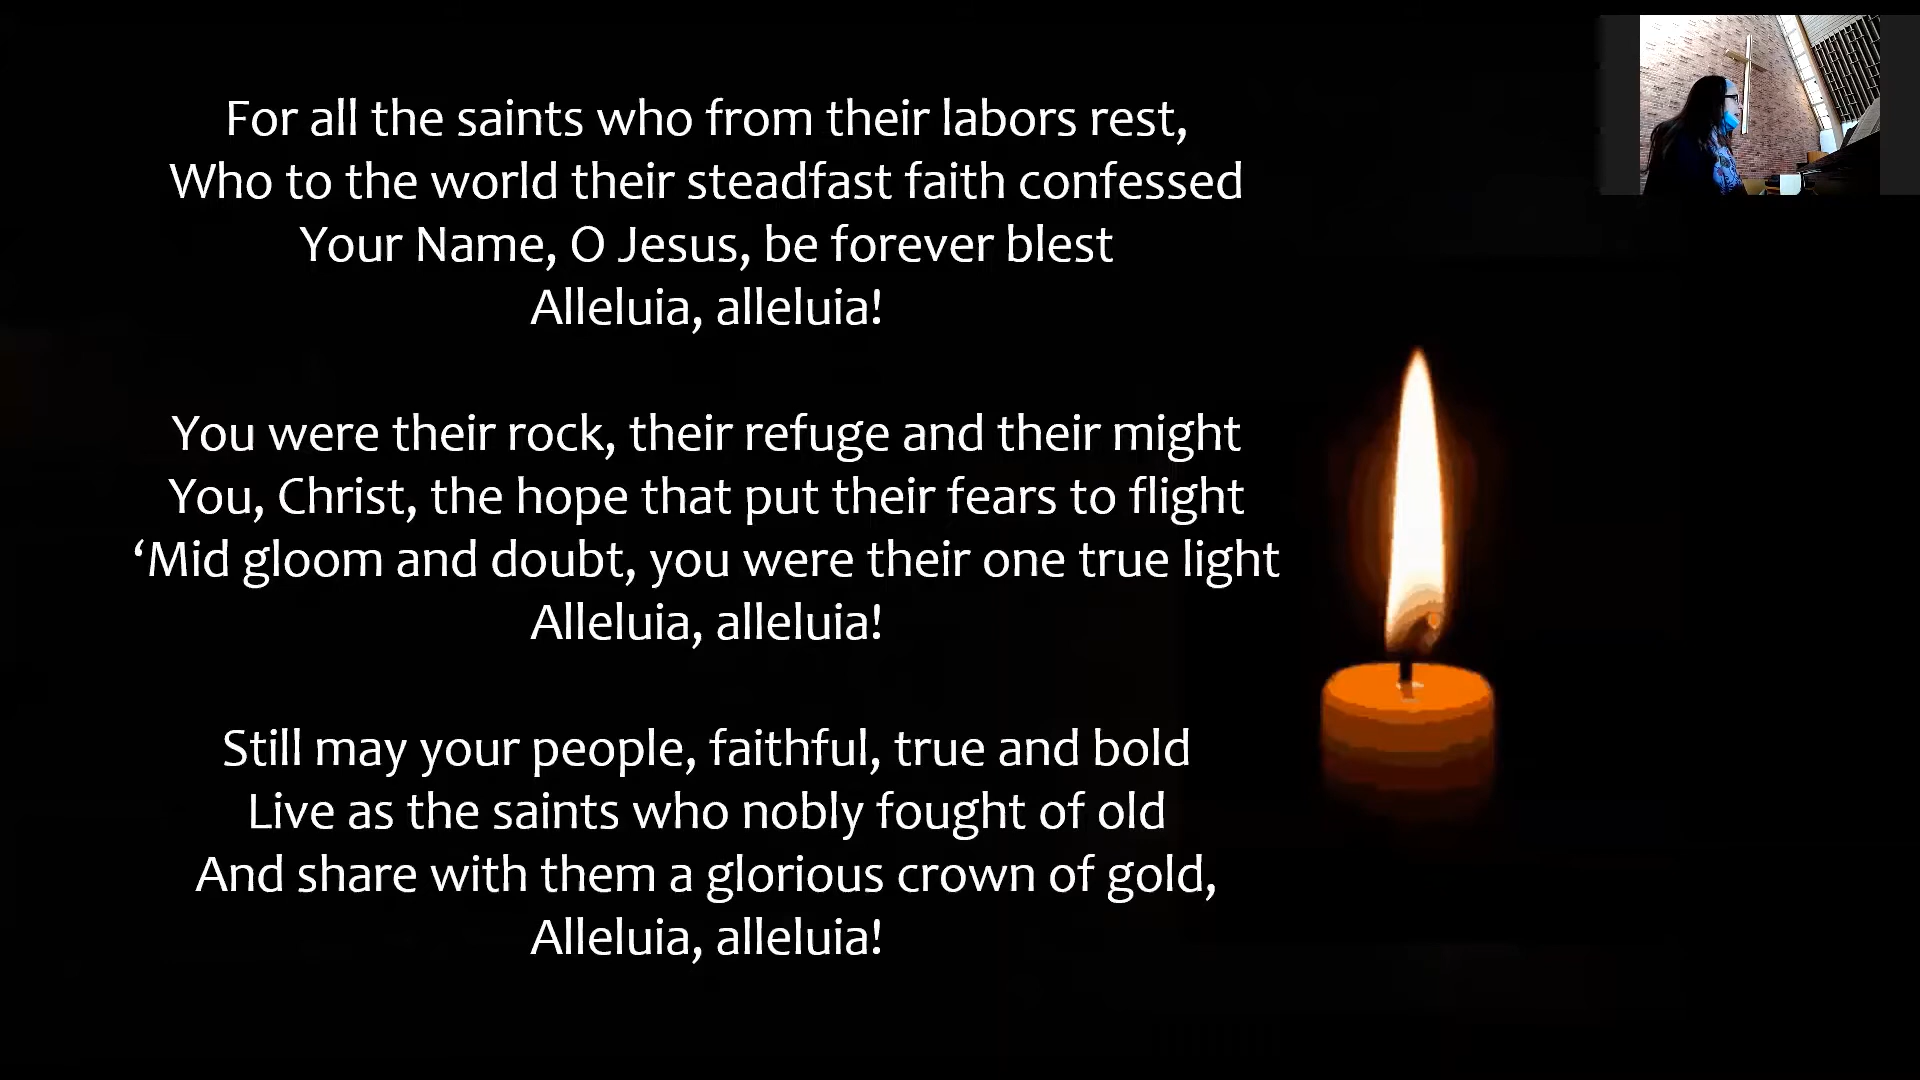 For all the saints who from their labors rest,
Who to the world their steadfast faith confessed
Your Name, O Jesus, be forever blest
Alleluia, alleluia!
You were their rock, their refuge and their might
You, Christ, the hope that put their fears to flight
‘Mid gloom and doubt, you were their one true light
Alleluia, alleluia!
Still may your people, faithful, true and bold
Live as the saints who nobly fought of old
And share with them a glorious crown of gold,
Alleluia, alleluia!